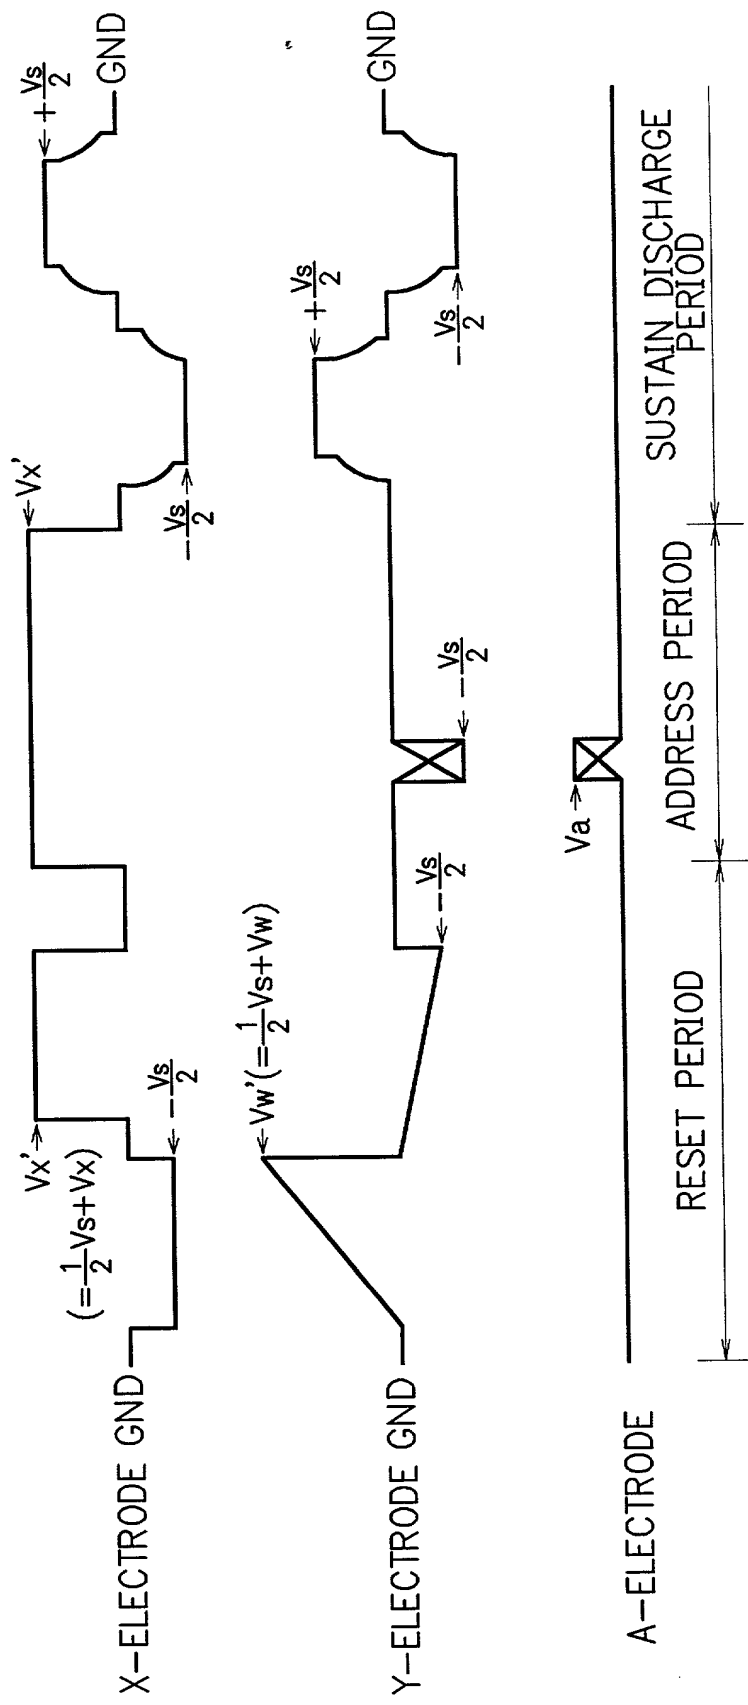 X-ELECTRODE GND
Vx'
(=1/2Vs+Vx)
-Vs/2
Vx'
-Vs/2
+Vs/2
GND
Y-ELECTRODE GND
Vw'(=1/2Vs+Vw)
-Vs/2
-Vs/2
+Vs/2
-Vs/2
GND
A-ELECTRODE
Va
RESET PERIOD
ADDRESS PERIOD
SUSTAIN DISCHARGE
PERIOD